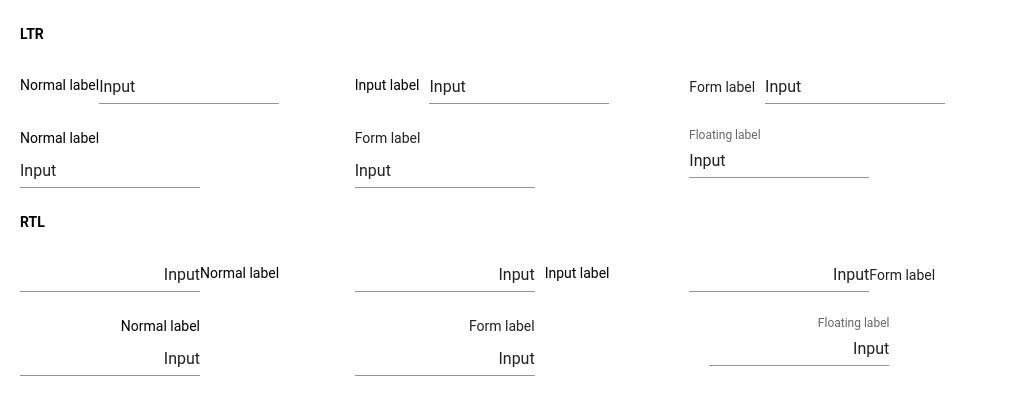 LTR
Normal label Input Input label Input Form label Input
Normal label Form label Floating label
Input Input Input
RTL
Input Normal label Input Input label Input Form label
Normal label Form label Floating label
Input Input Input